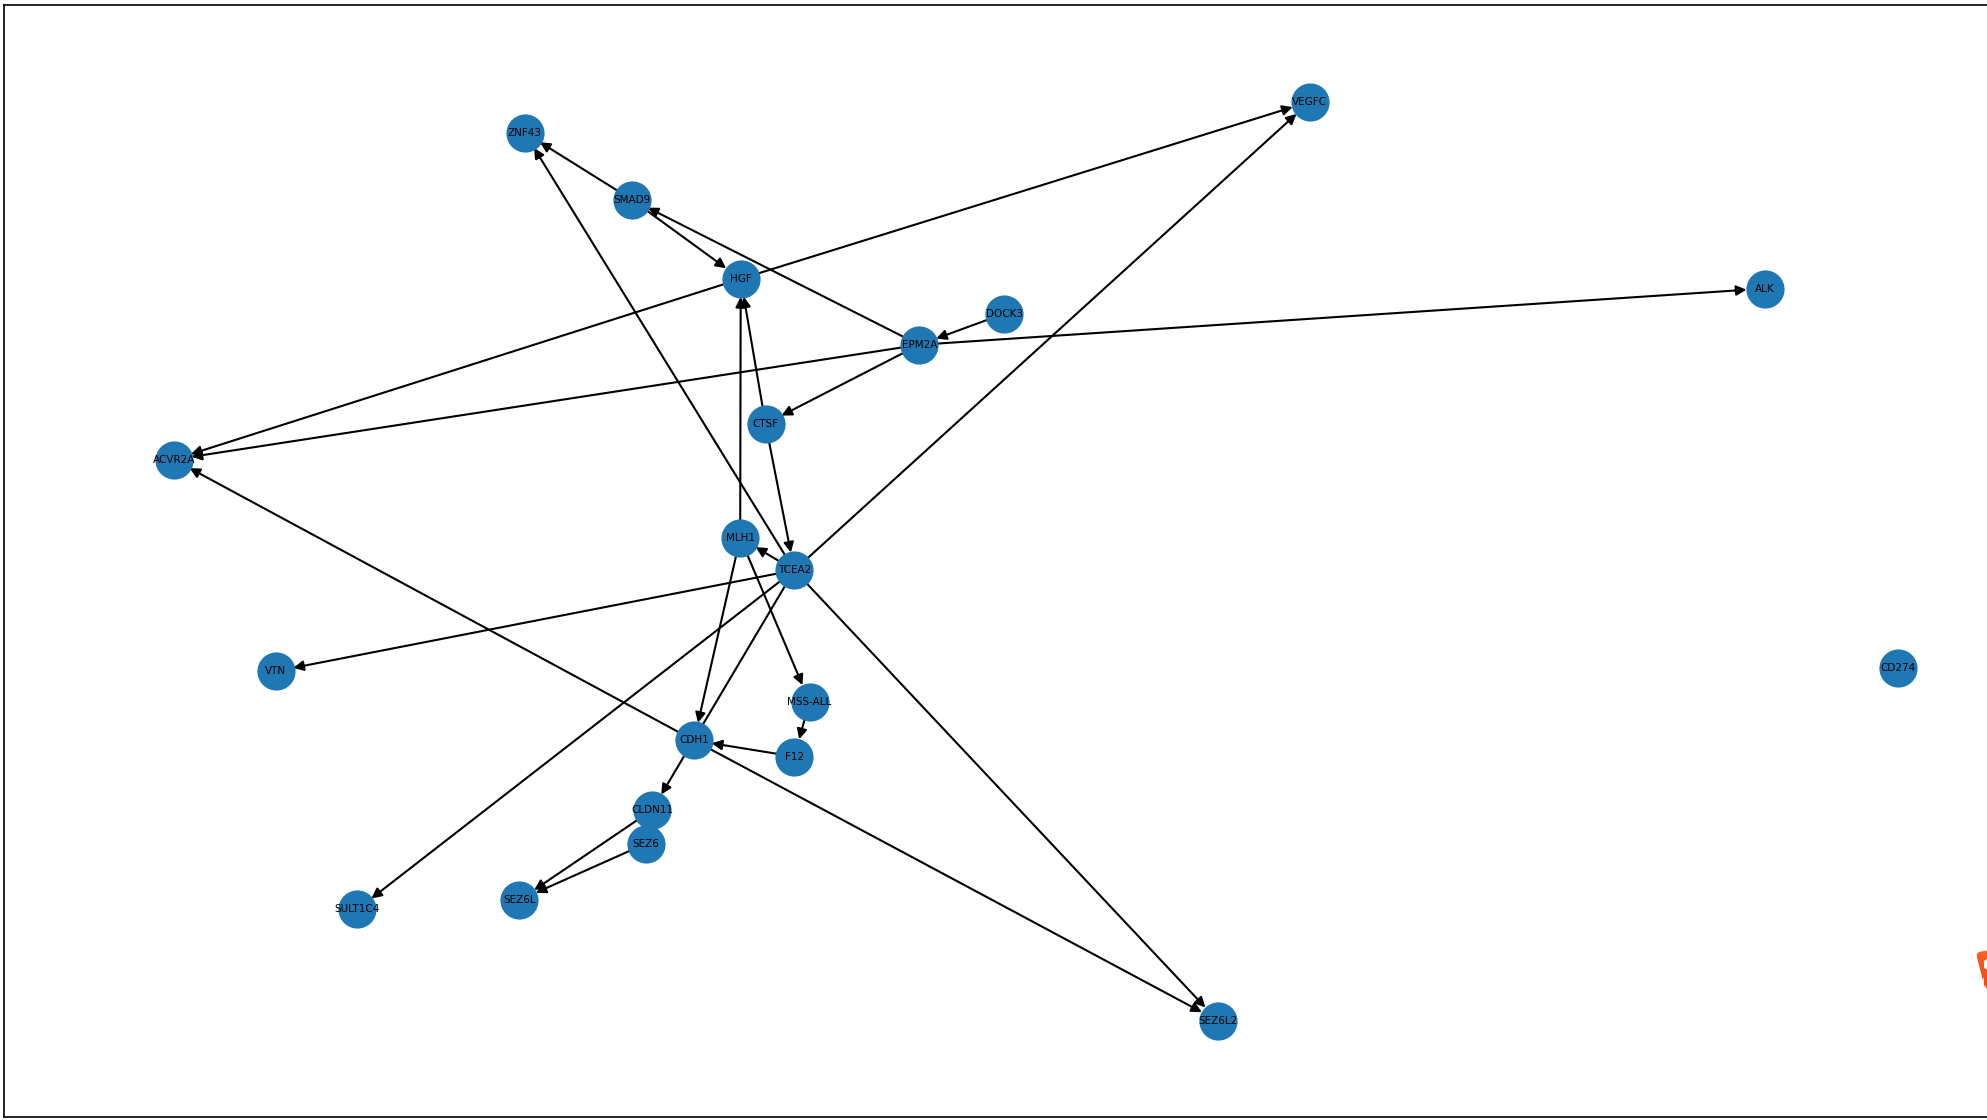 VEGFC
ZNF43
SMAD9
HGF
ALK
DOCK3
EPM2A
CTSF
ACVR2A
MLH1
TCEA2
VTN
CD274
MSS-ALL
CDH1
F12
CLDN11
SEZ6
SEZ6L
SULT1C4
SEZ6L2